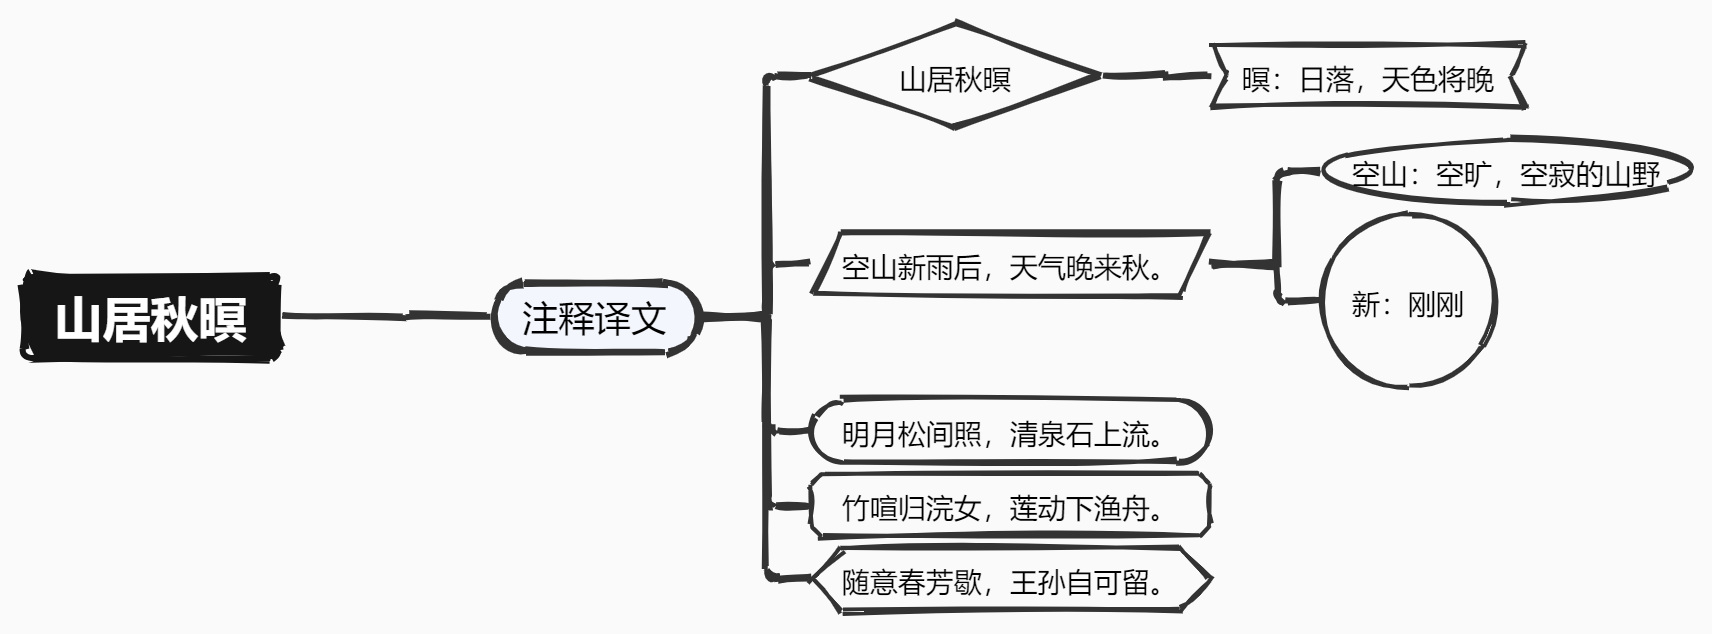 山居秋暝
注释译文
山居秋暝
暝：日落，天色将晚
空山新雨后，天气晚来秋。
空山：空旷，空寂的山野
新：刚刚
明月松间照，清泉石上流。
竹喧归浣女，莲动下渔舟。
随意春芳歇，王孙自可留。